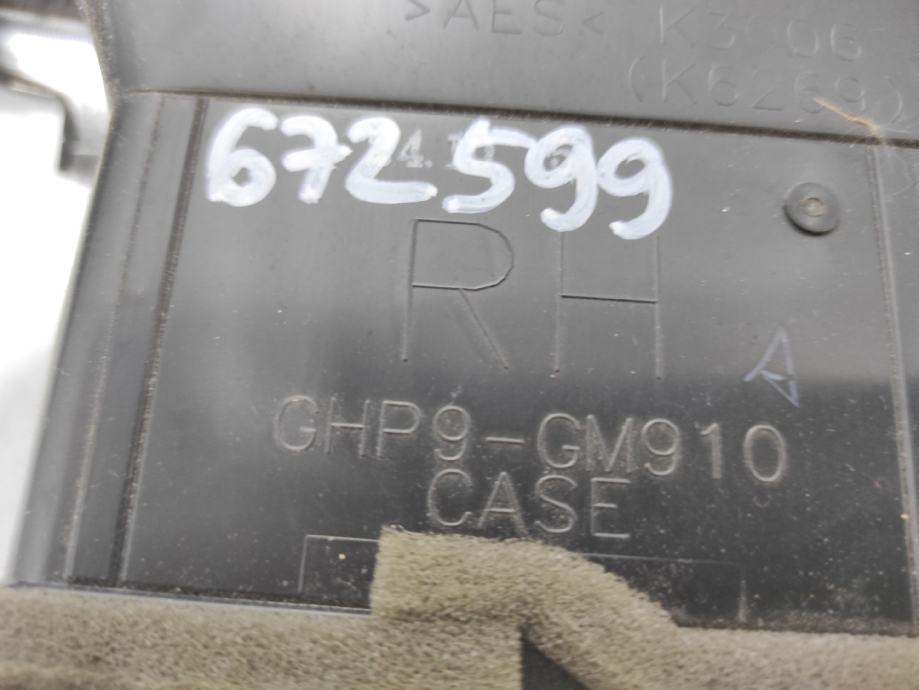 >AES<
(K6269)
672599
RH
GHP9-GM910
CASE